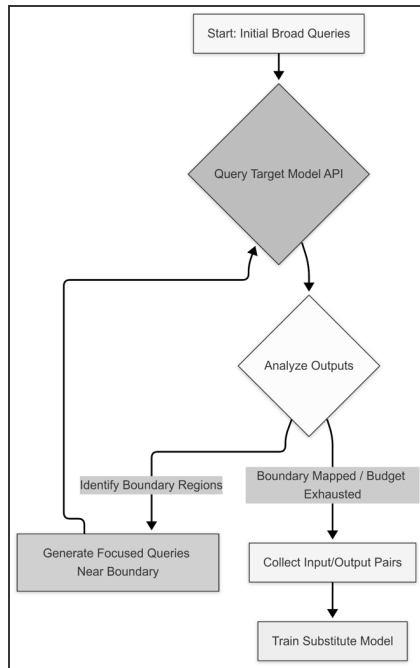 Start: Initial Broad Queries
Query Target Model API
Analyze Outputs
Identify Boundary Regions
Boundary Mapped / Budget
Exhausted
Generate Focused Queries
Near Boundary
Collect Input/Output Pairs
Train Substitute Model